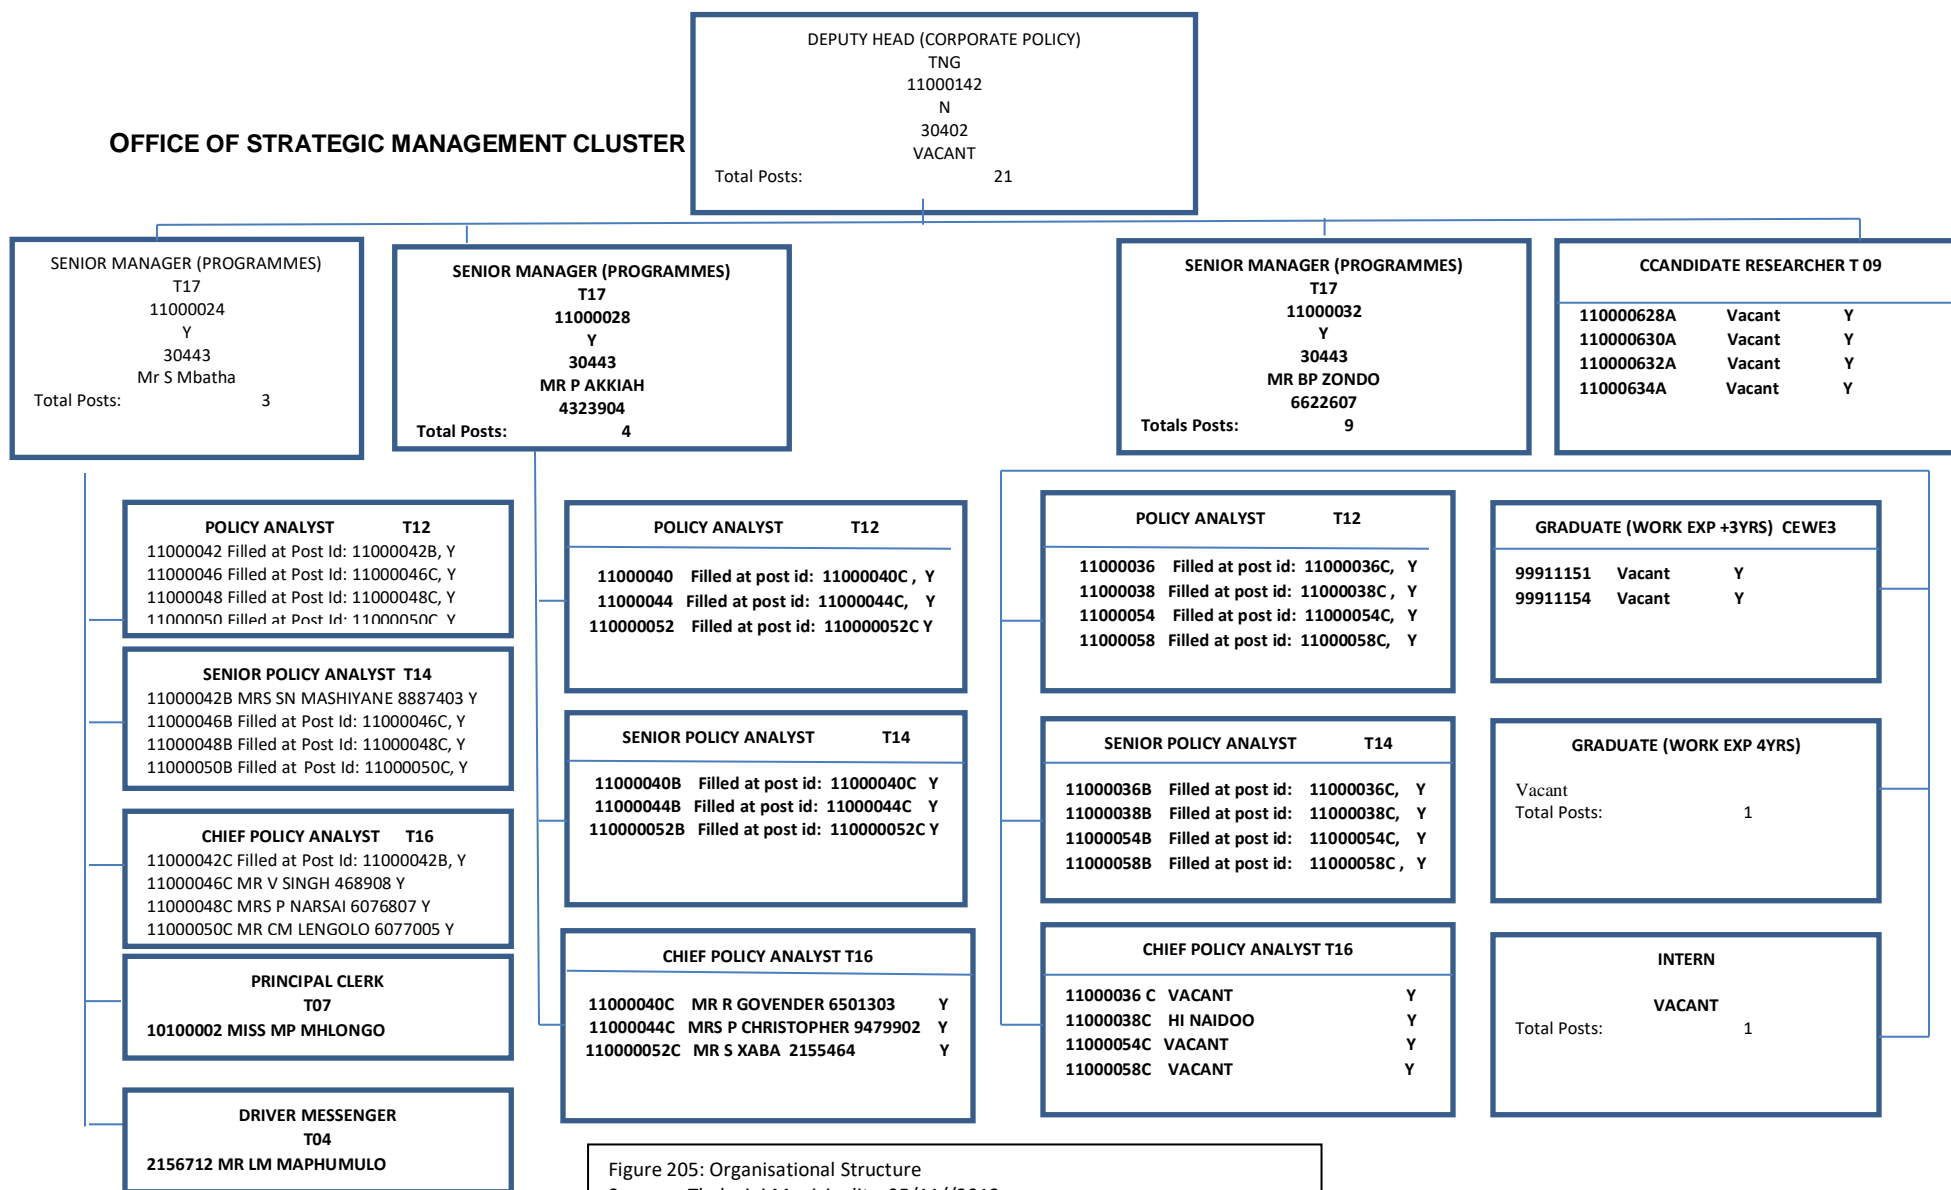 DEPUTY HEAD (CORPORATE POLICY)
TNG
11000142
N
30402
VACANT
Total Posts: 21
OFFICE OF STRATEGIC MANAGEMENT CLUSTER
SENIOR MANAGER (PROGRAMMES)
T17
11000024
Y
30443
Mr S Mbatha
Total Posts: 3
SENIOR MANAGER (PROGRAMMES)
T17
11000028
Y
30443
MR P AKKIAH
4323904
Total Posts: 4
SENIOR MANAGER (PROGRAMMES)
T17
11000032
Y
30443
MR BP ZONDO
6622607
Totals Posts: 9
CCANDIDATE RESEARCHER T 09
110000628A Vacant Y
110000630A Vacant Y
110000632A Vacant Y
11000634A Vacant Y
POLICY ANALYST T12
11000042 Filled at Post Id: 11000042B, Y
11000046 Filled at Post Id: 11000046C, Y
11000048 Filled at Post Id: 11000048C, Y
11000050 Filled at Post Id: 11000050C, Y
SENIOR POLICY ANALYST T14
11000042B MRS SN MASHIYANE 8887403 Y
11000046B Filled at Post Id: 11000046C, Y
11000048B Filled at Post Id: 11000048C, Y
11000050B Filled at Post Id: 11000050C, Y
CHIEF POLICY ANALYST T16
11000042C Filled at Post Id: 11000042B, Y
11000046C MR V SINGH 468908 Y
11000048C MRS P NARSAI 6076807 Y
11000050C MR CM LENGOLO 6077005 Y
PRINCIPAL CLERK
T07
10100002 MISS MP MHLONGO
DRIVER MESSENGER
T04
2156712 MR LM MAPHUMULO
POLICY ANALYST T12
11000040 Filled at post id: 11000040C , Y
11000044 Filled at post id: 11000044C, Y
110000052 Filled at post id: 110000052C Y
SENIOR POLICY ANALYST T14
11000040B Filled at post id: 11000040C Y
11000044B Filled at post id: 11000044C Y
110000052B Filled at post id: 110000052C Y
CHIEF POLICY ANALYST T16
11000040C MR R GOVENDER 6501303 Y
11000044C MRS P CHRISTOPHER 9479902 Y
110000052C MR S XABA 2155464 Y
POLICY ANALYST T12
11000036 Filled at post id: 11000036C, Y
11000038 Filled at post id: 11000038C , Y
11000054 Filled at post id: 11000054C, Y
11000058 Filled at post id: 11000058C, Y
SENIOR POLICY ANALYST T14
11000036B Filled at post id: 11000036C, Y
11000038B Filled at post id: 11000038C, Y
11000054B Filled at post id: 11000054C, Y
11000058B Filled at post id: 11000058C , Y
CHIEF POLICY ANALYST T16
11000036 C VACANT Y
11000038C HI NAIDOO Y
11000054C VACANT Y
11000058C VACANT Y
GRADUATE (WORK EXP +3YRS) CEWE3
99911151 Vacant Y
99911154 Vacant Y
GRADUATE (WORK EXP 4YRS)
Vacant
Total Posts: 1
INTERN
VACANT
Total Posts: 1
Figure 205: Organisational Structure